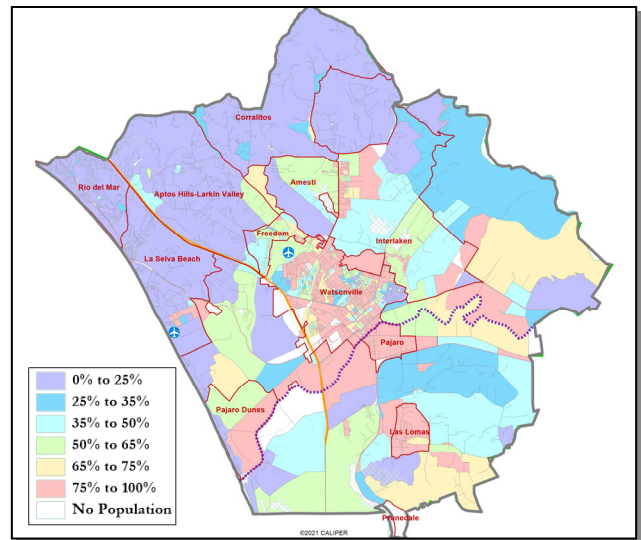 Corralitos
Rio del Mar
Aptos Hills-Larkin Valley
Amesti
Freedom
Interlaken
La Selva Beach
Watsonville
Pajaro
Pajaro Dunes
Las Lomas
Prunedale
0% to 25%
25% to 35%
35% to 50%
50% to 65%
65% to 75%
75% to 100%
No Population
©2021 CALIPER